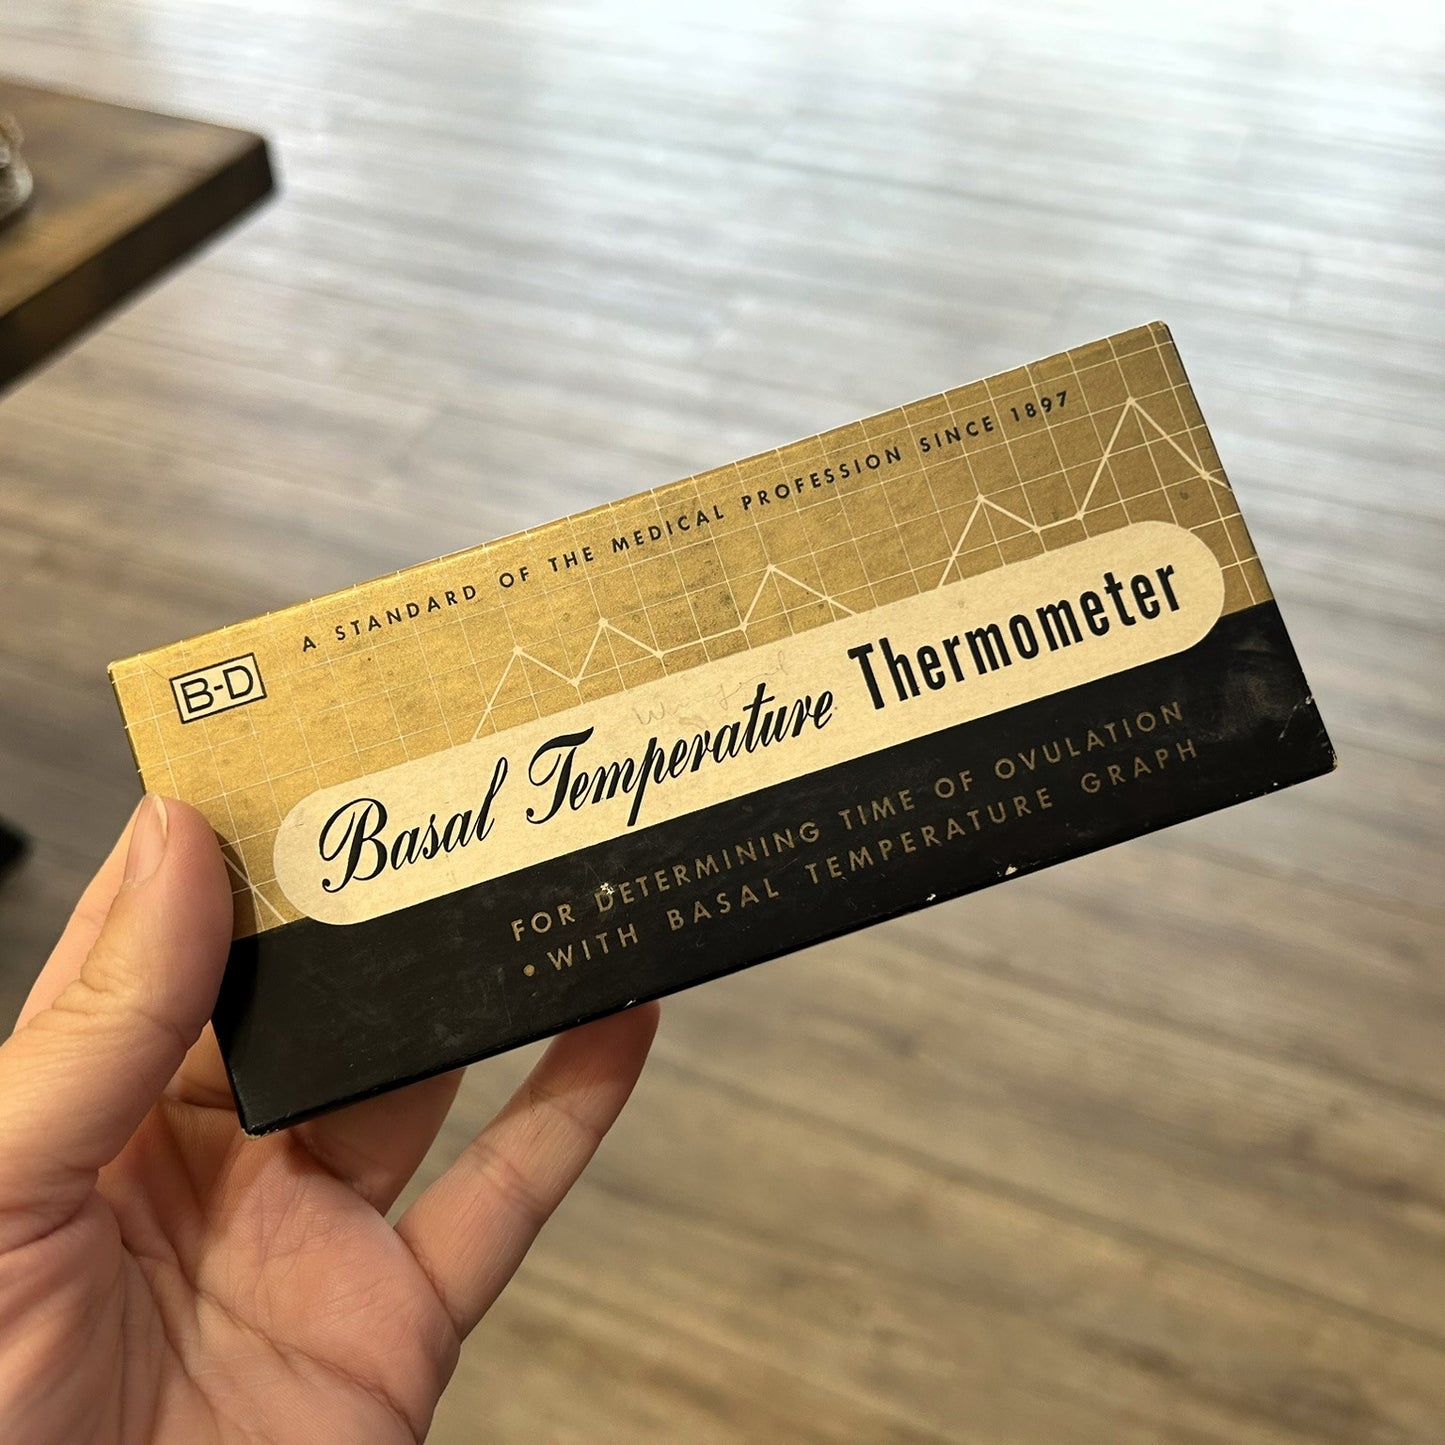 A STANDARD OF THE MEDICAL PROFESSION SINCE 1897
B-D
Basal Temperature Thermometer
FOR DETERMINING TIME OF OVULATION
• WITH BASAL TEMPERATURE GRAPH